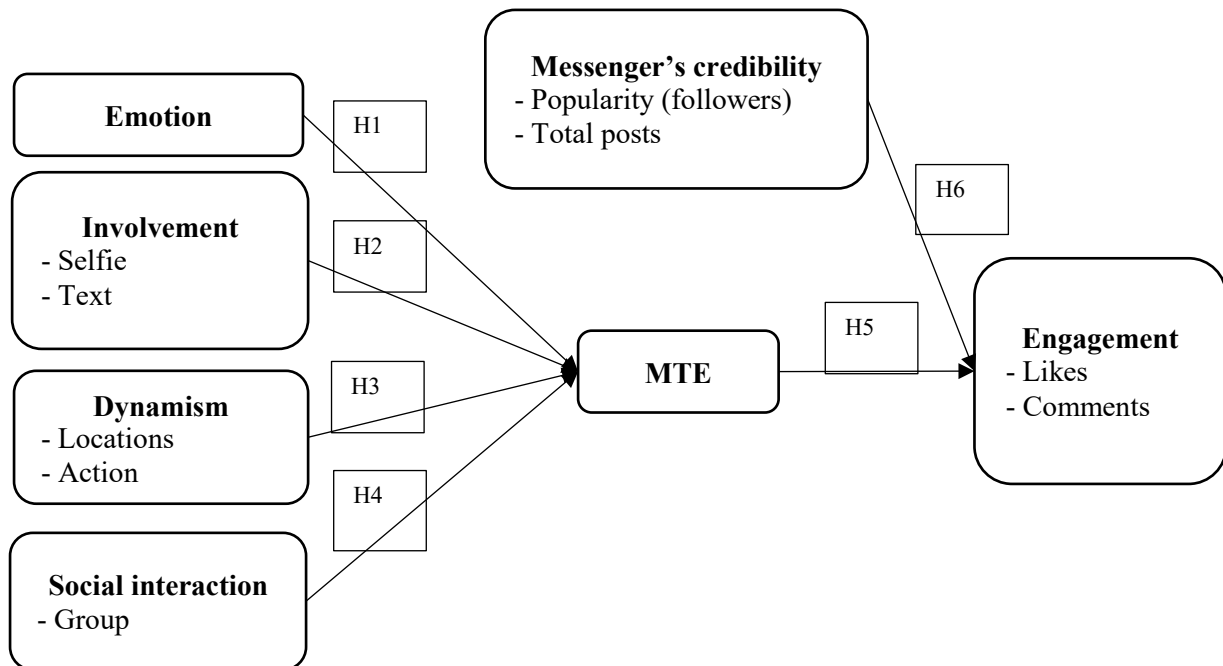 Messenger’s credibility
- Popularity (followers)
- Total posts
Emotion
H1
Involvement
- Selfie
- Text
H2
H6
Dynamism
- Locations
- Action
H3
MTE
H5
Engagement
- Likes
- Comments
H4
Social interaction
- Group